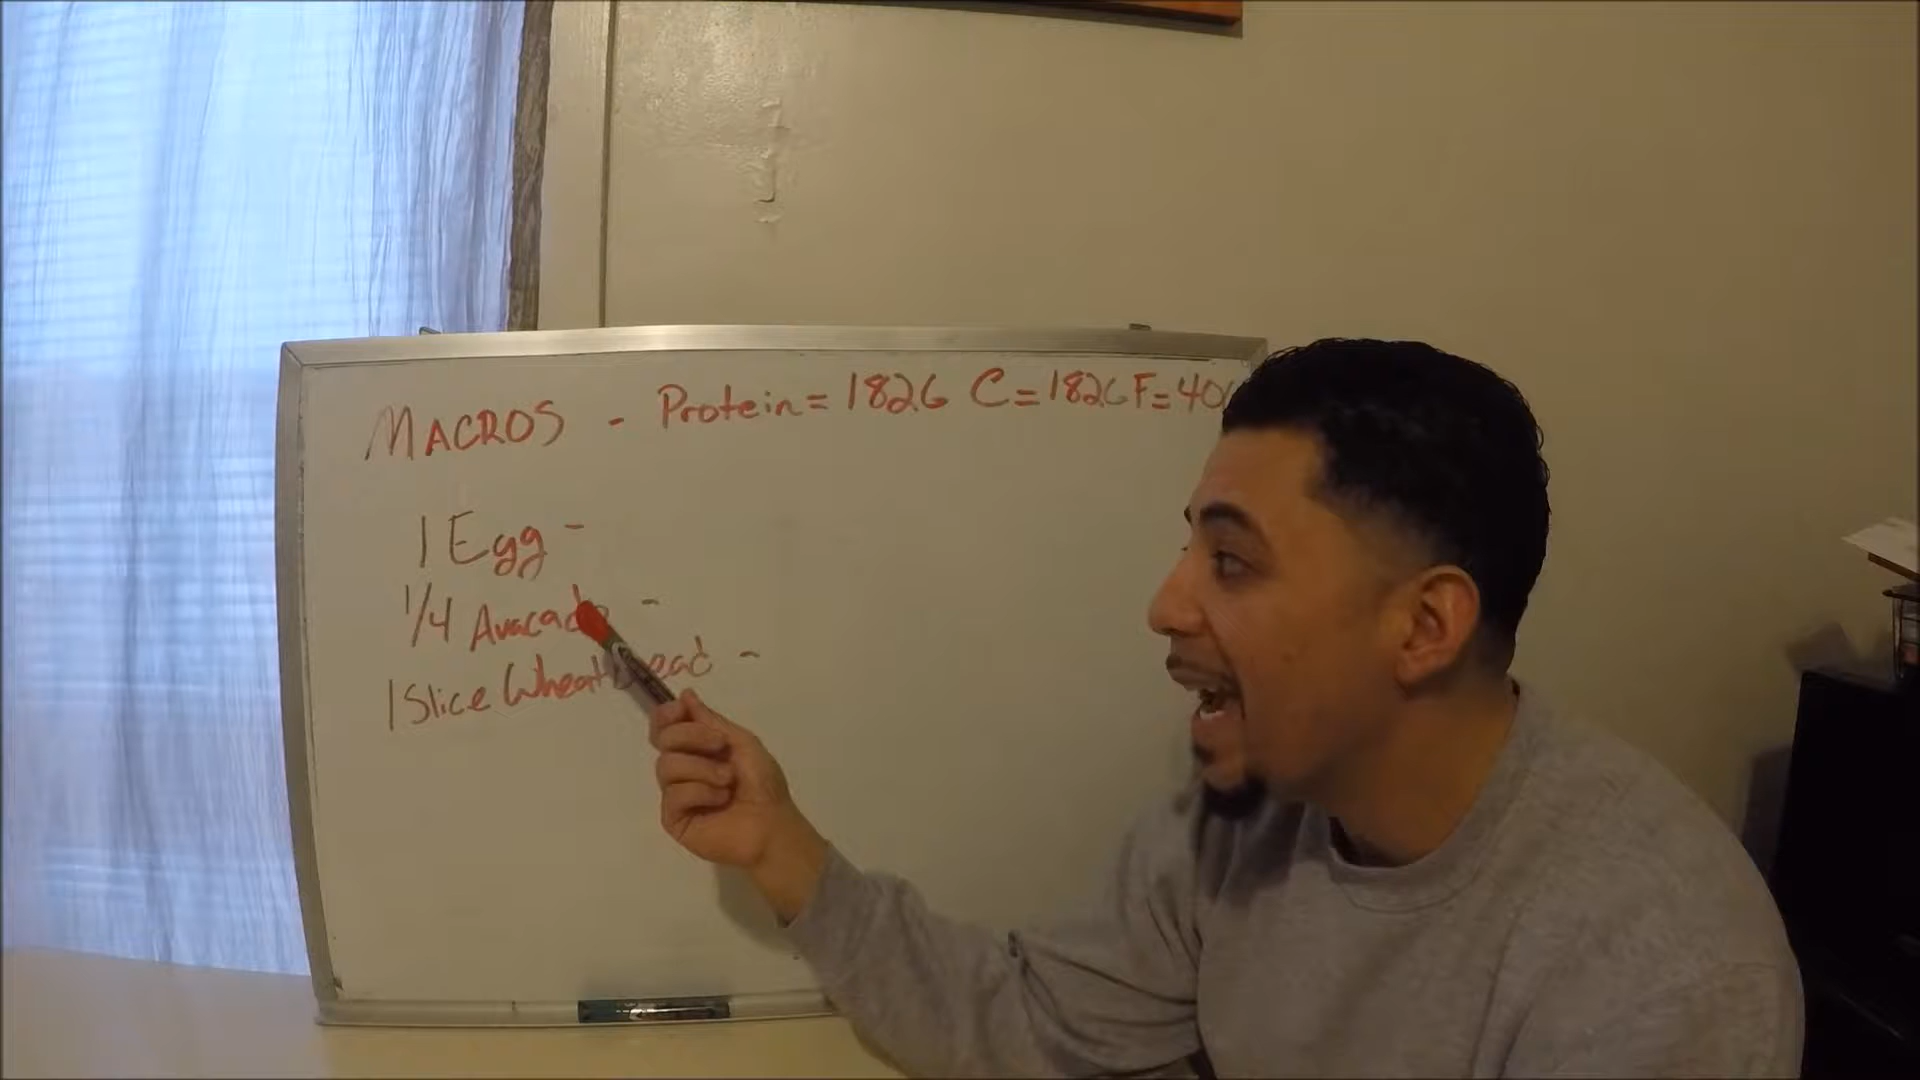 MACROS - Protein = 182G C = 182G F = 40
1 Egg -
1/4 Avacado -
1 Slice Wheat bread -